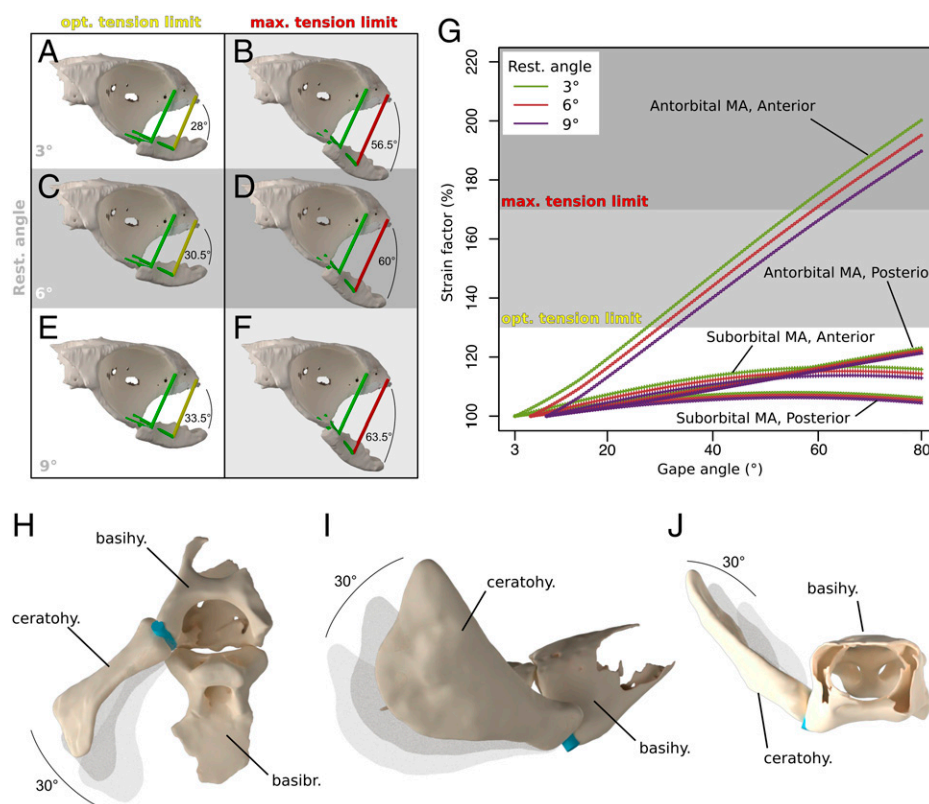 opt. tension limit
max. tension limit
Rest. angle
A
28°
3°
B
56.5°
C
30.5°
6°
D
60°
E
33.5°
9°
F
63.5°
G
Strain factor (%)
220
200
180
160
140
120
100
Rest. angle
3°
6°
9°
Antorbital MA, Anterior
max. tension limit
Antorbital MA, Posterior
opt. tension limit
Suborbital MA, Anterior
Suborbital MA, Posterior
3 20 40 60 80
Gape angle (°)
H
basihy.
ceratohy.
30°
basibr.
I
30°
ceratohy.
basihy.
J
30°
basihy.
ceratohy.